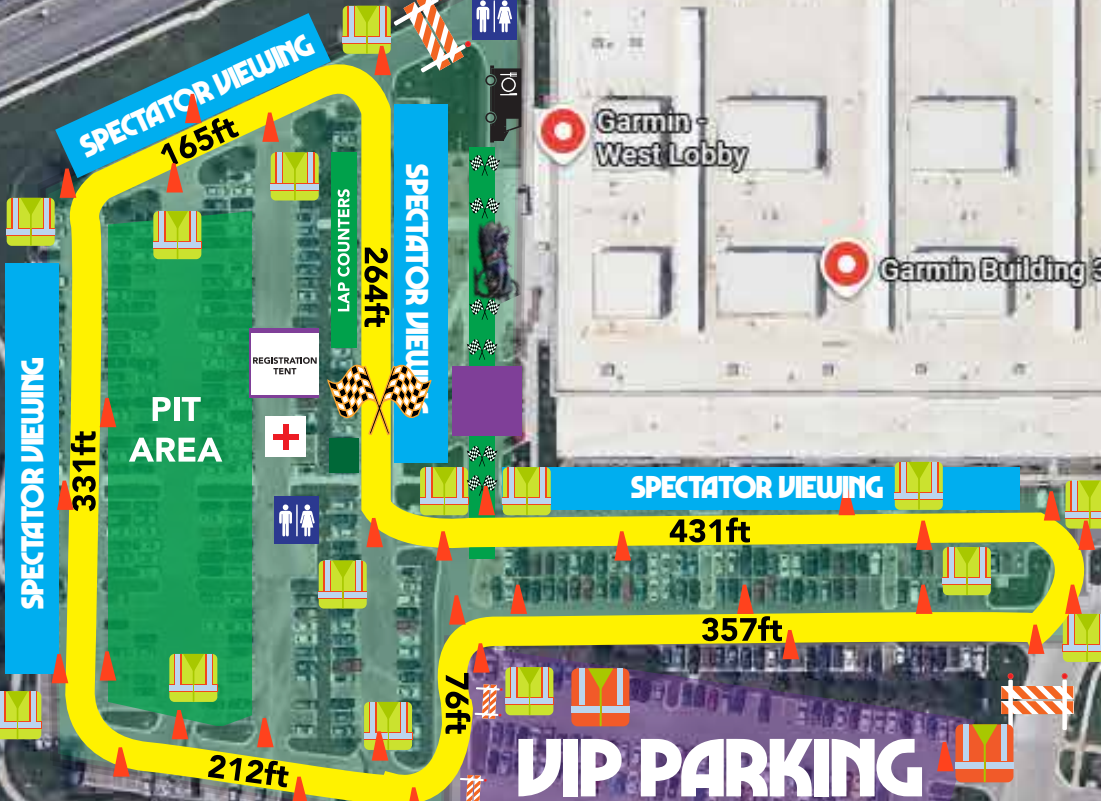 SPECTATOR VIEWING
165ft
Garmin -
West Lobby
LAP COUNTERS
264ft
SPECTATOR VIEWING
Garmin Building 3
REGISTRATION
TENT
PIT
AREA
SPECTATOR VIEWING
331ft
SPECTATOR VIEWING
431ft
357ft
76ft
212ft
VIP PARKING